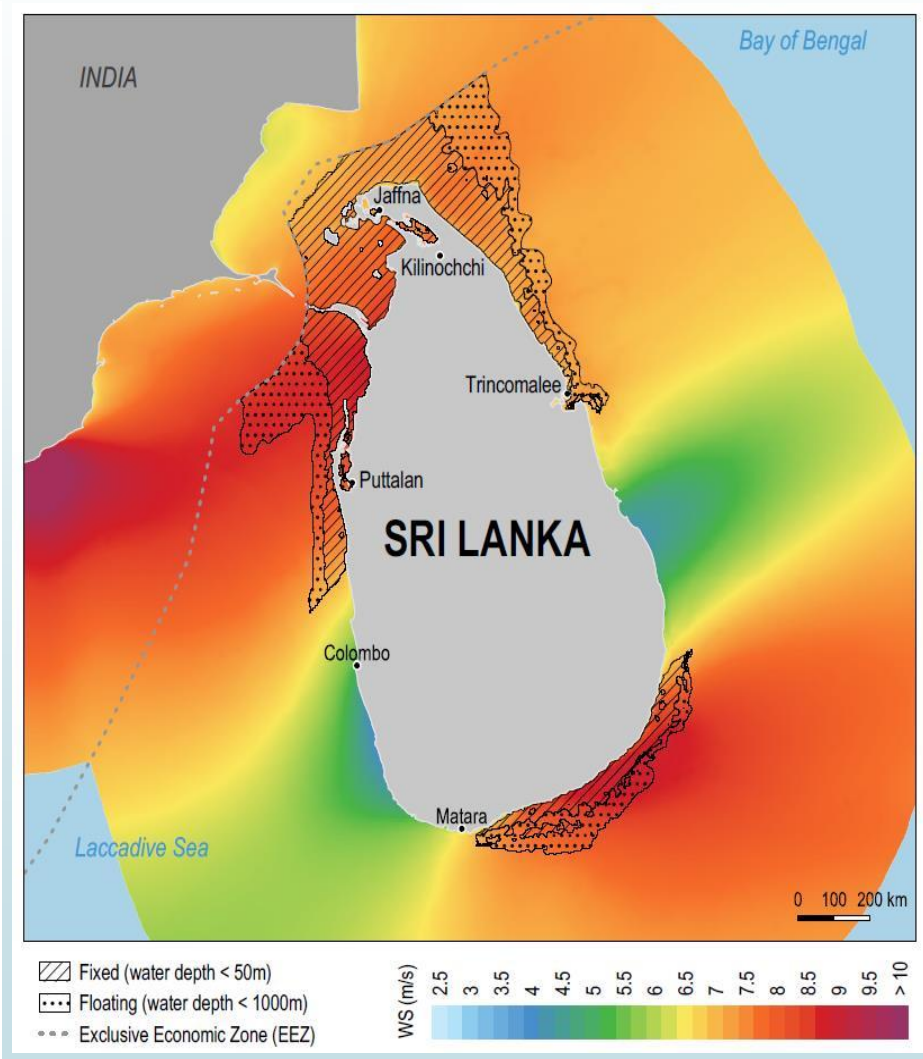 Bay of Bengal
INDIA
Jaffna
Kilinochchi
Trincomalee
Puttalan
SRI LANKA
Colombo
Matara
Laccadive Sea
0 100 200 km
Fixed (water depth < 50m)
Floating (water depth < 1000m)
Exclusive Economic Zone (EEZ)
WS (m/s)
2.5 3 3.5 4 4.5 5 5.5 6 6.5 7 7.5 8 8.5 9 9.5 > 10